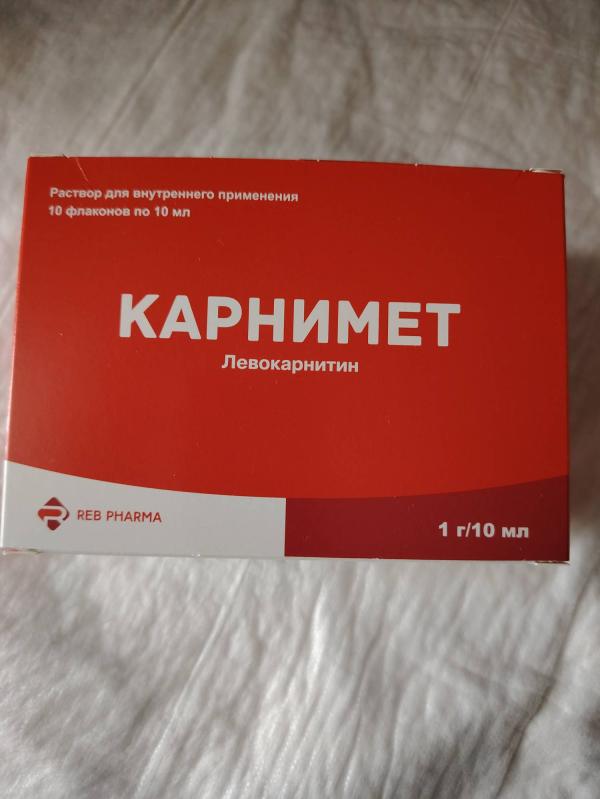 Раствор для внутреннего применения
10 флаконов по 10 мл
КАРНИМЕТ
Левокарнитин
REB PHARMA
1 г/10 мл